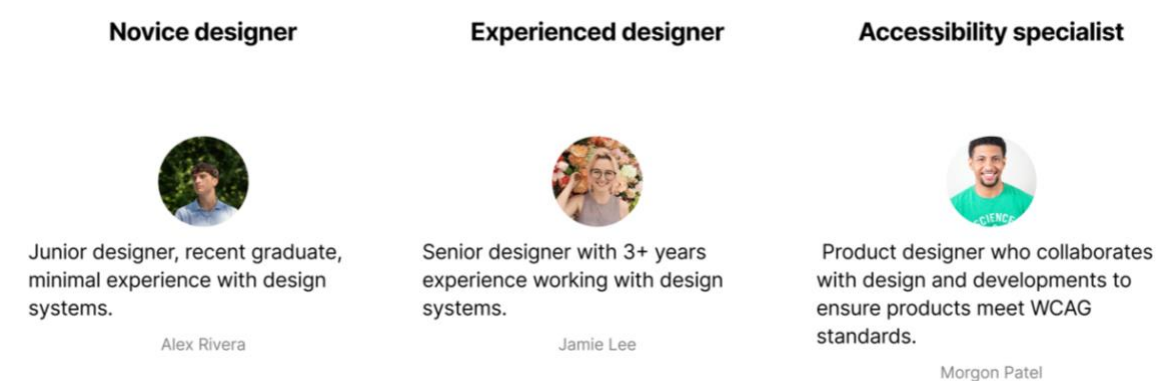 Novice designer
Experienced designer
Accessibility specialist
SCIENCE
Junior designer, recent graduate,
minimal experience with design
systems.
Alex Rivera
Senior designer with 3+ years
experience working with design
systems.
Jamie Lee
Product designer who collaborates
with design and developments to
ensure products meet WCAG
standards.
Morgon Patel